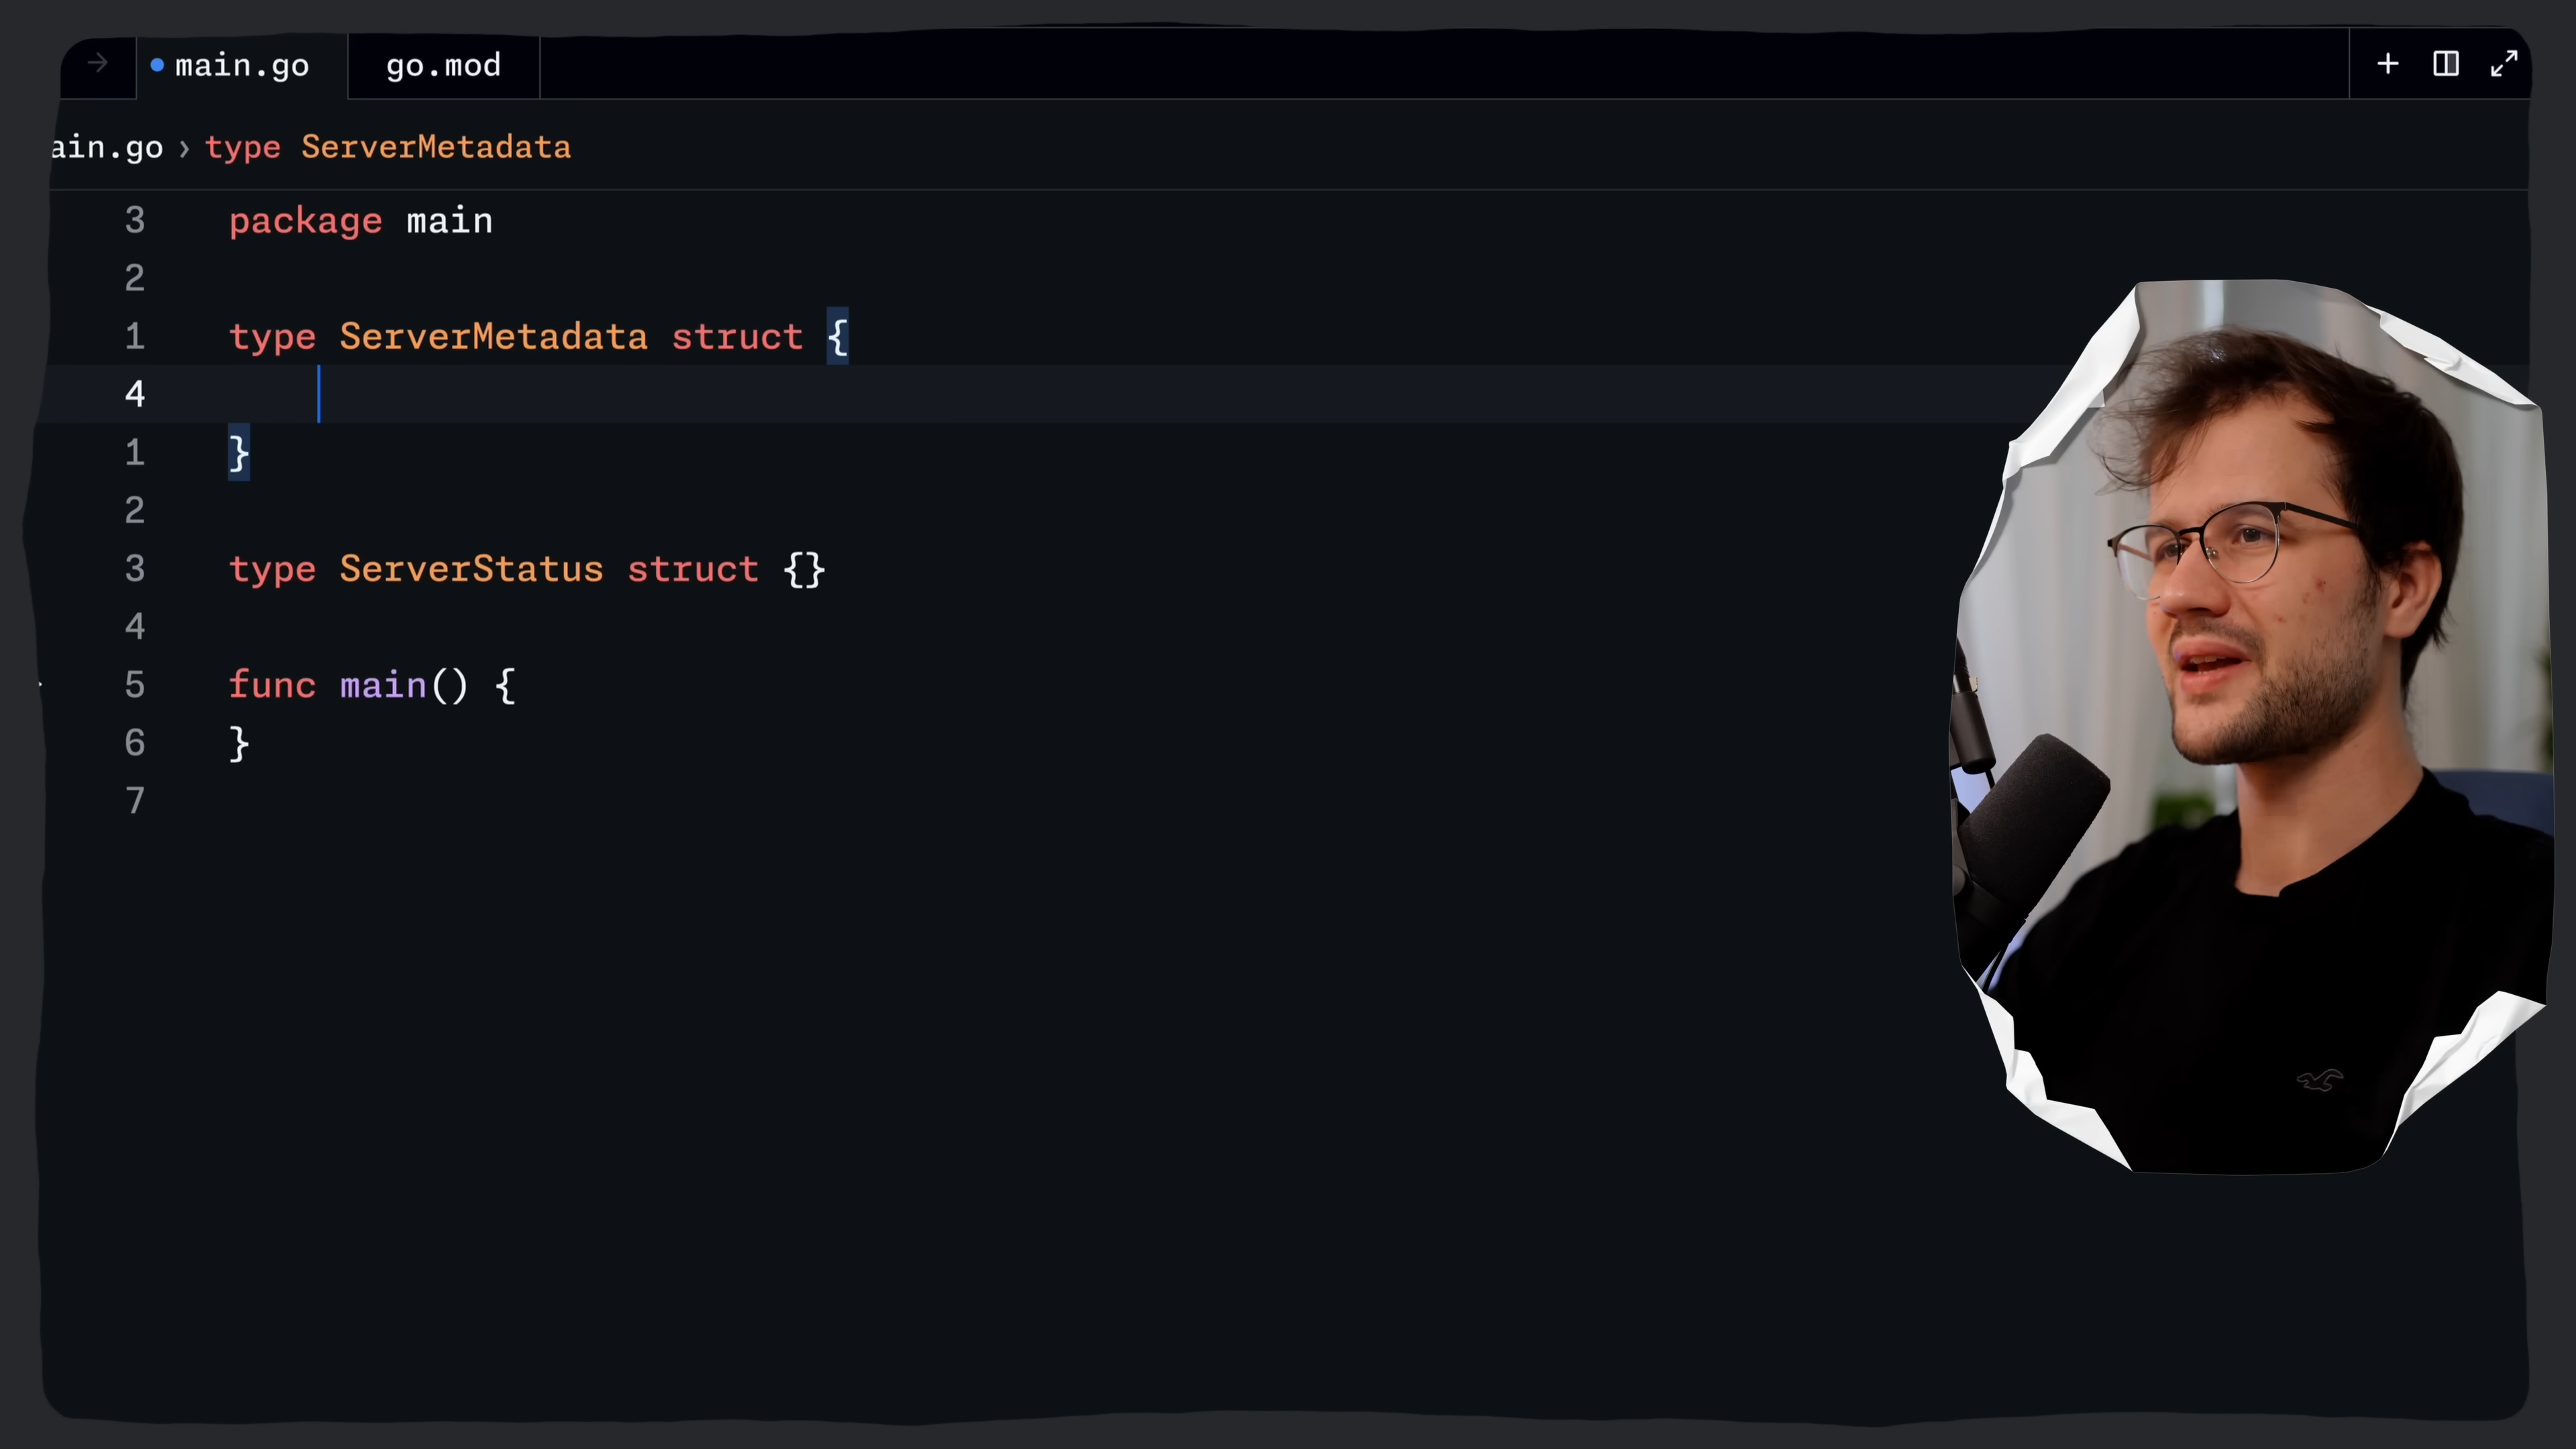 main.go go.mod
ain.go › type ServerMetadata
3 package main
2
1 type ServerMetadata struct {
4
1 }
2
3 type ServerStatus struct {}
4
5 func main() {
6 }
7